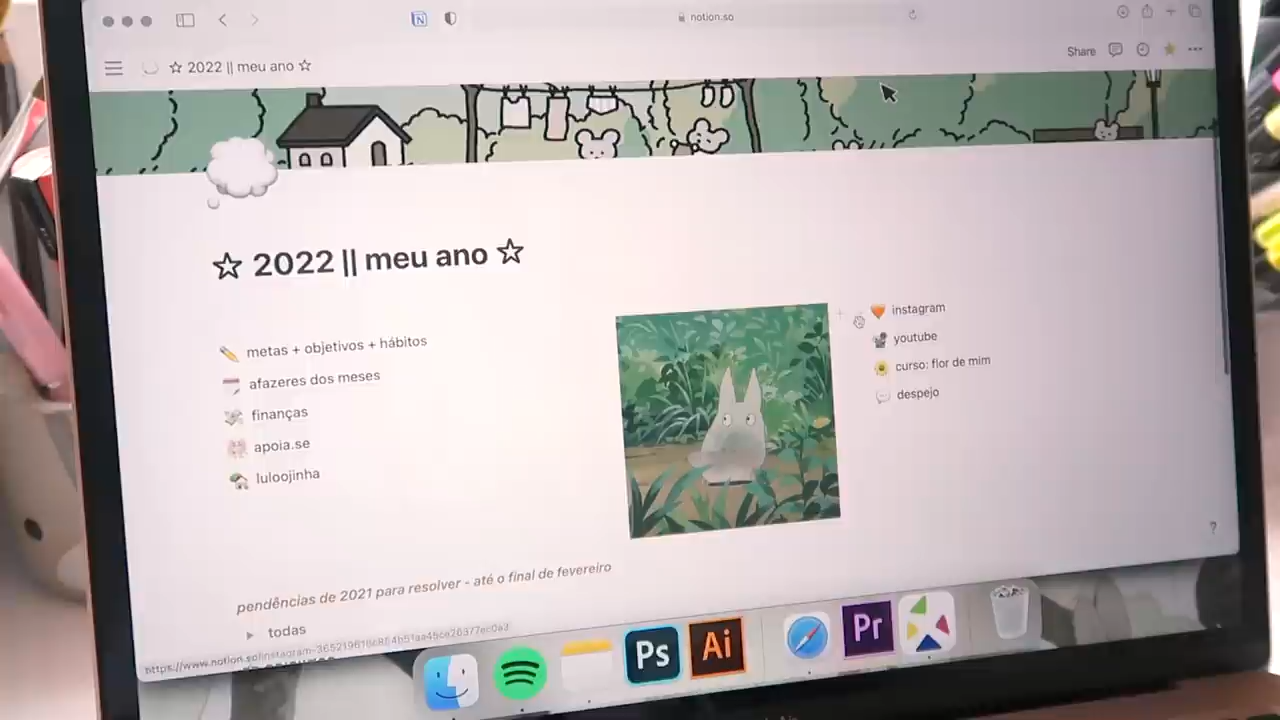 notion.so
☆ 2022 || meu ano ☆
Share
☆ 2022 || meu ano ☆
metas + objetivos + hábitos
afazeres dos meses
finanças
apoia.se
luloojinha
instagram
youtube
curso: flor de mim
despejo
?
pendências de 2021 para resolver - até o final de fevereiro
todas
Ps
Ai
Pr